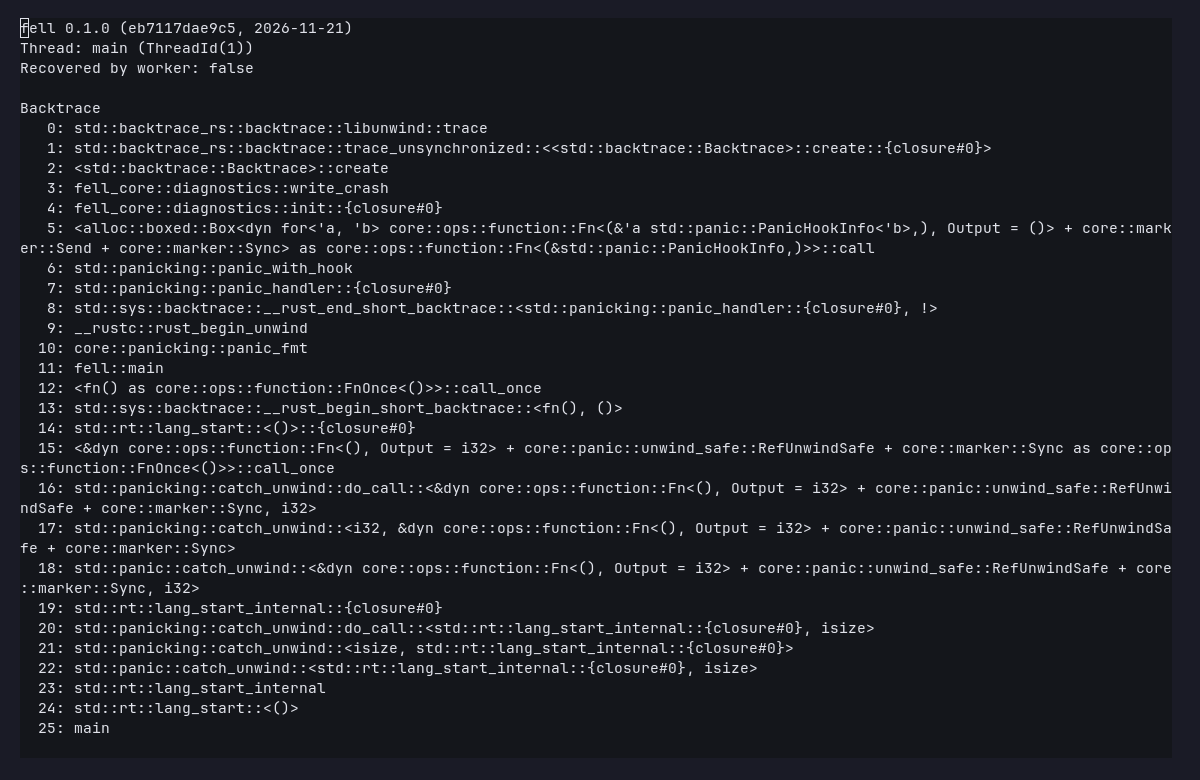 fell 0.1.0 (eb7117dae9c5, 2026-11-21)
Thread: main (ThreadId(1))
Recovered by worker: false

Backtrace
   0: std::backtrace_rs::backtrace::libunwind::trace
   1: std::backtrace_rs::backtrace::trace_unsynchronized::<<std::backtrace::Backtrace>::create::{closure#0}>
   2: <std::backtrace::Backtrace>::create
   3: fell_core::diagnostics::write_crash
   4: fell_core::diagnostics::init::{closure#0}
   5: <alloc::boxed::Box<dyn for<'a, 'b> core::ops::function::Fn<(&'a std::panic::PanicHookInfo<'b>,), Output = ()> + core::mark
er::Send + core::marker::Sync> as core::ops::function::Fn<(&std::panic::PanicHookInfo,)>>::call
   6: std::panicking::panic_with_hook
   7: std::panicking::panic_handler::{closure#0}
   8: std::sys::backtrace::__rust_end_short_backtrace::<std::panicking::panic_handler::{closure#0}, !>
   9: __rustc::rust_begin_unwind
  10: core::panicking::panic_fmt
  11: fell::main
  12: <fn() as core::ops::function::FnOnce<()>>::call_once
  13: std::sys::backtrace::__rust_begin_short_backtrace::<fn(), ()>
  14: std::rt::lang_start::<()>::{closure#0}
  15: <&dyn core::ops::function::Fn<(), Output = i32> + core::panic::unwind_safe::RefUnwindSafe + core::marker::Sync as core::op
s::function::FnOnce<()>>::call_once
  16: std::panicking::catch_unwind::do_call::<&dyn core::ops::function::Fn<(), Output = i32> + core::panic::unwind_safe::RefUnwi
ndSafe + core::marker::Sync, i32>
  17: std::panicking::catch_unwind::<i32, &dyn core::ops::function::Fn<(), Output = i32> + core::panic::unwind_safe::RefUnwindSa
fe + core::marker::Sync>
  18: std::panic::catch_unwind::<&dyn core::ops::function::Fn<(), Output = i32> + core::panic::unwind_safe::RefUnwindSafe + core
::marker::Sync, i32>
  19: std::rt::lang_start_internal::{closure#0}
  20: std::panicking::catch_unwind::do_call::<std::rt::lang_start_internal::{closure#0}, isize>
  21: std::panicking::catch_unwind::<isize, std::rt::lang_start_internal::{closure#0}>
  22: std::panic::catch_unwind::<std::rt::lang_start_internal::{closure#0}, isize>
  23: std::rt::lang_start_internal
  24: std::rt::lang_start::<()>
  25: main